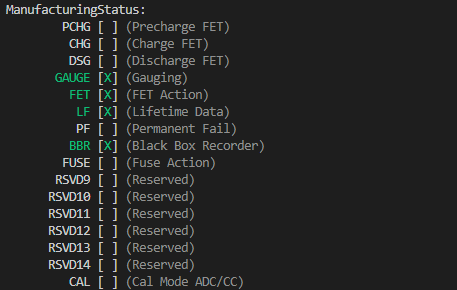 ManufacturingStatus:
PCHG [ ] (Precharge FET)
CHG [ ] (Charge FET)
DSG [ ] (Discharge FET)
GAUGE [X] (Gauging)
FET [X] (FET Action)
LF [X] (Lifetime Data)
PF [ ] (Permanent Fail)
BBR [X] (Black Box Recorder)
FUSE [ ] (Fuse Action)
RSVD9 [ ] (Reserved)
RSVD10 [ ] (Reserved)
RSVD11 [ ] (Reserved)
RSVD12 [ ] (Reserved)
RSVD13 [ ] (Reserved)
RSVD14 [ ] (Reserved)
CAL [ ] (Cal Mode ADC/CC)